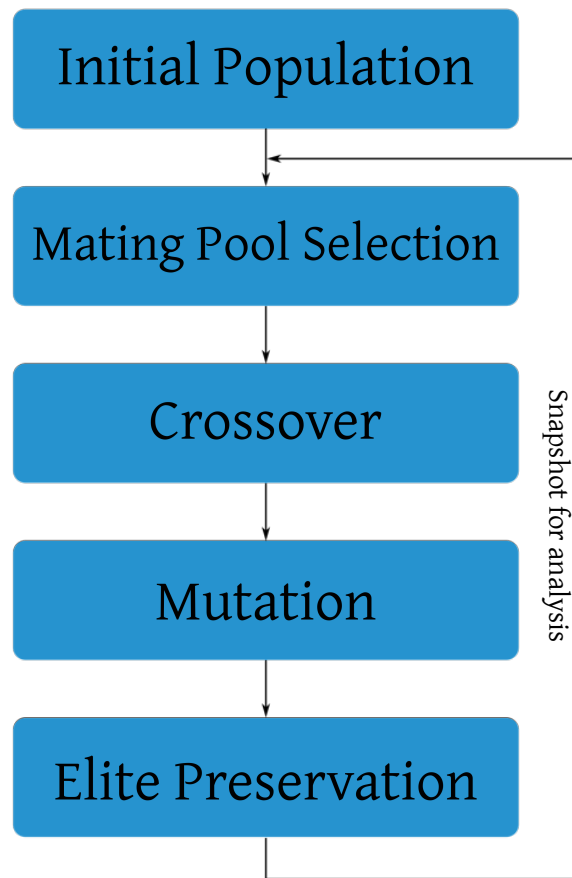 Initial Population
Mating Pool Selection
Crossover
Snapshot for analysis
Mutation
Elite Preservation